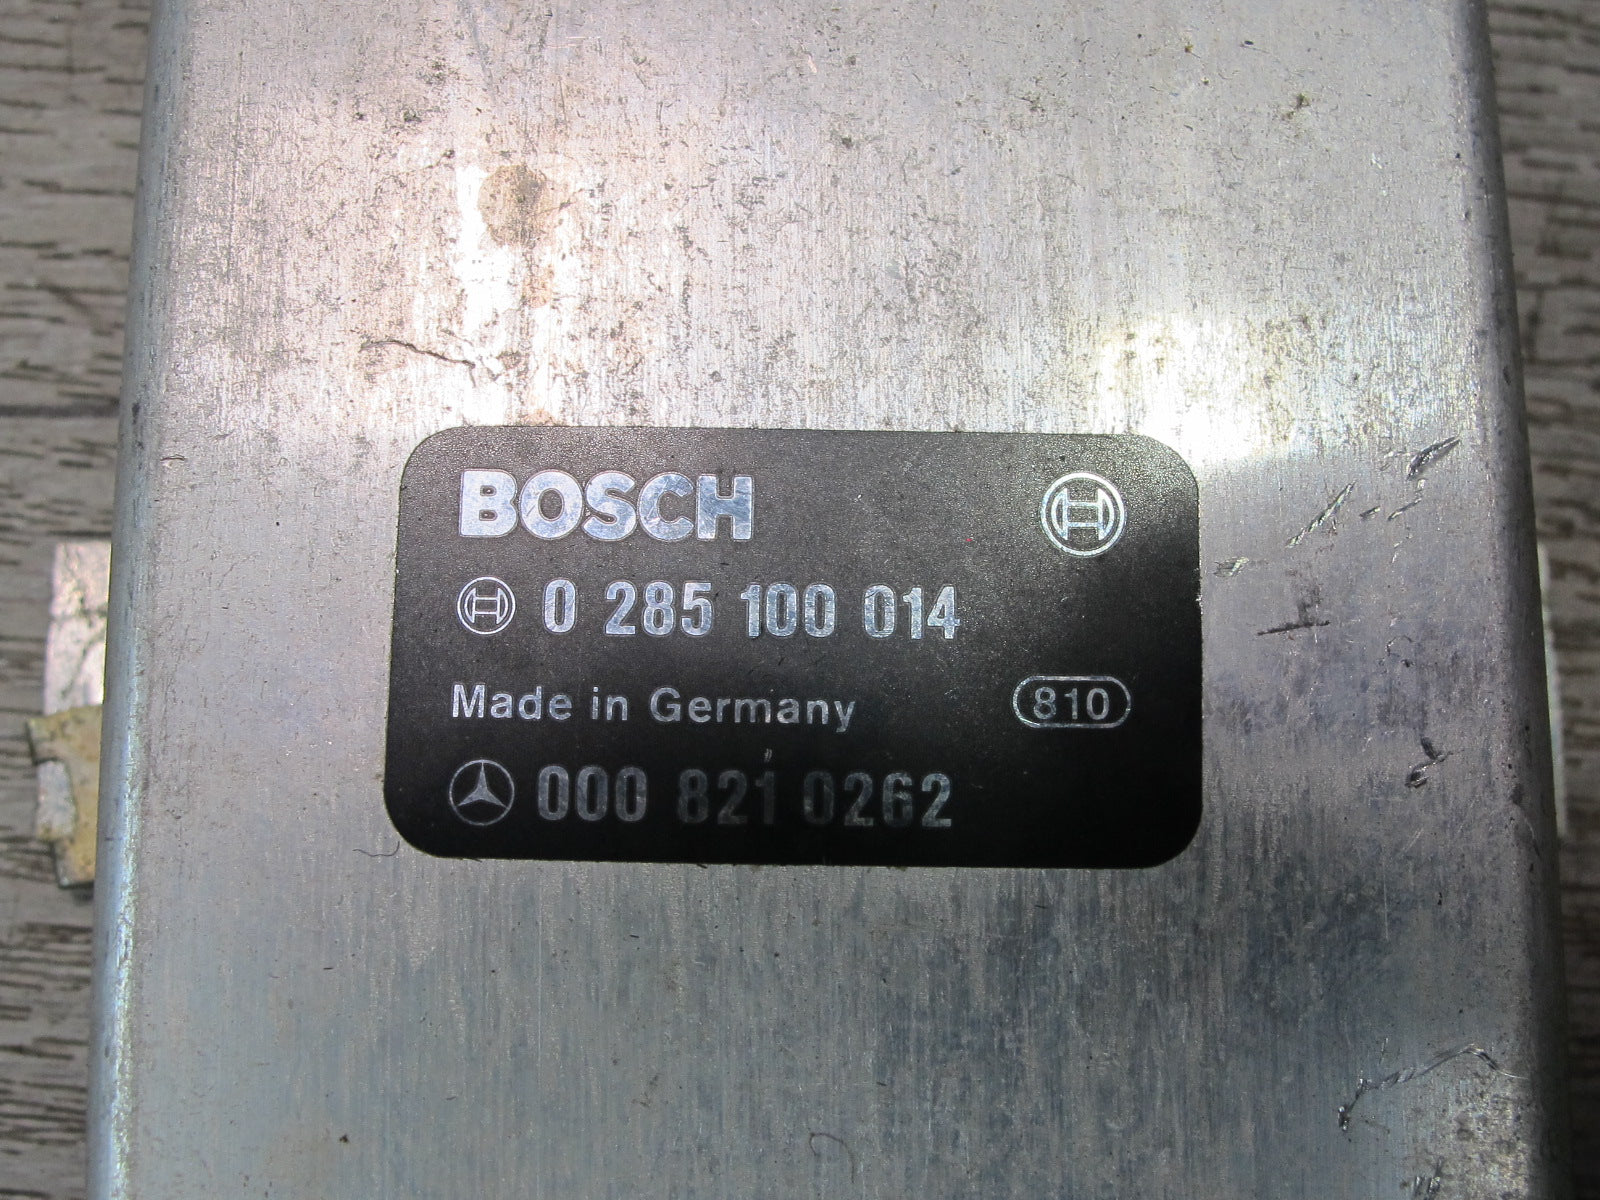 BOSCH
0 285 100 014
Made in Germany 810
000 821 0262